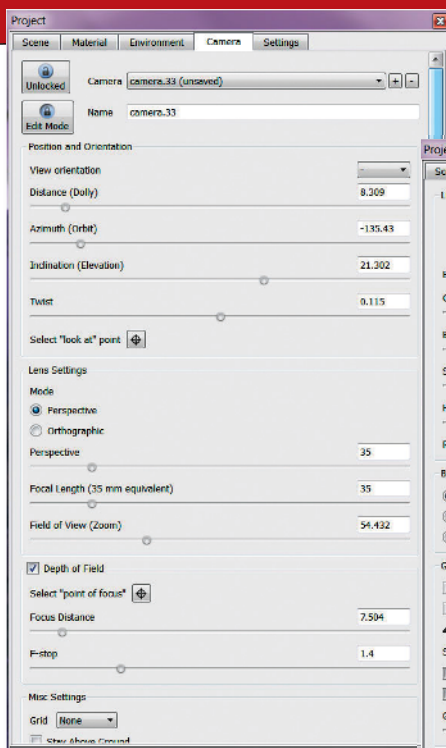 Project
Scene Material Environment Camera Settings
Unlocked Camera camera.33 (unsaved) + -
Edit Mode Name camera.33
Position and Orientation
View orientation -
Distance (Dolly) 8.309
Azimuth (Orbit) -135.43
Inclination (Elevation) 21.302
Twist 0.115
Select "look at" point
Lens Settings
Mode
Perspective
Orthographic
Perspective 35
Focal Length (35 mm equivalent) 35
Field of View (Zoom) 54.432
Depth of Field
Select "point of focus"
Focus Distance 7.504
F-stop 1.4
Misc Settings
Grid None
Stay Above Ground